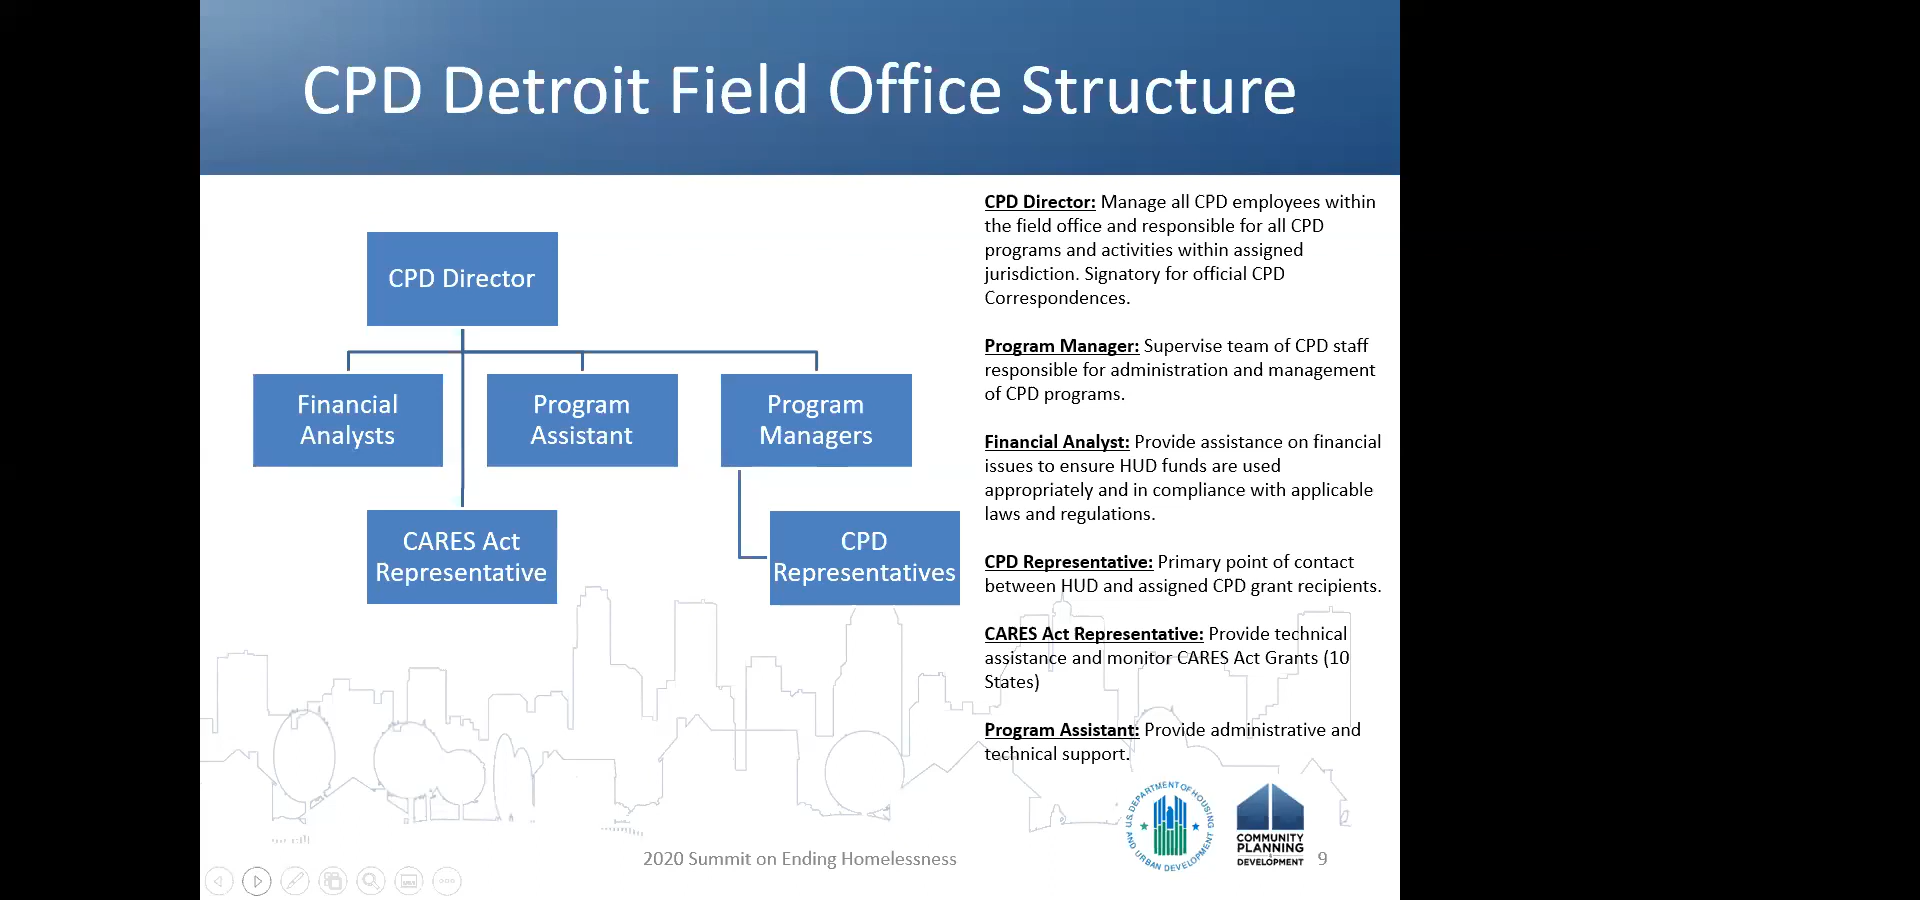 CPD Detroit Field Office Structure
CPD Director
Financial
Analysts
Program
Assistant
Program
Managers
CARES Act
Representative
CPD
Representatives
CPD Director: Manage all CPD employees within
the field office and responsible for all CPD
programs and activities within assigned
jurisdiction. Signatory for official CPD
Correspondences.
Program Manager: Supervise team of CPD staff
responsible for administration and management
of CPD programs.
Financial Analyst: Provide assistance on financial
issues to ensure HUD funds are used
appropriately and in compliance with applicable
laws and regulations.
CPD Representative: Primary point of contact
between HUD and assigned CPD grant recipients.
CARES Act Representative: Provide technical
assistance and monitor CARES Act Grants (10
States)
Program Assistant: Provide administrative and
technical support.
U.S. DEPARTMENT OF HOUSING
AND URBAN DEVELOPMENT
COMMUNITY
PLANNING
DEVELOPMENT
2020 Summit on Ending Homelessness
9